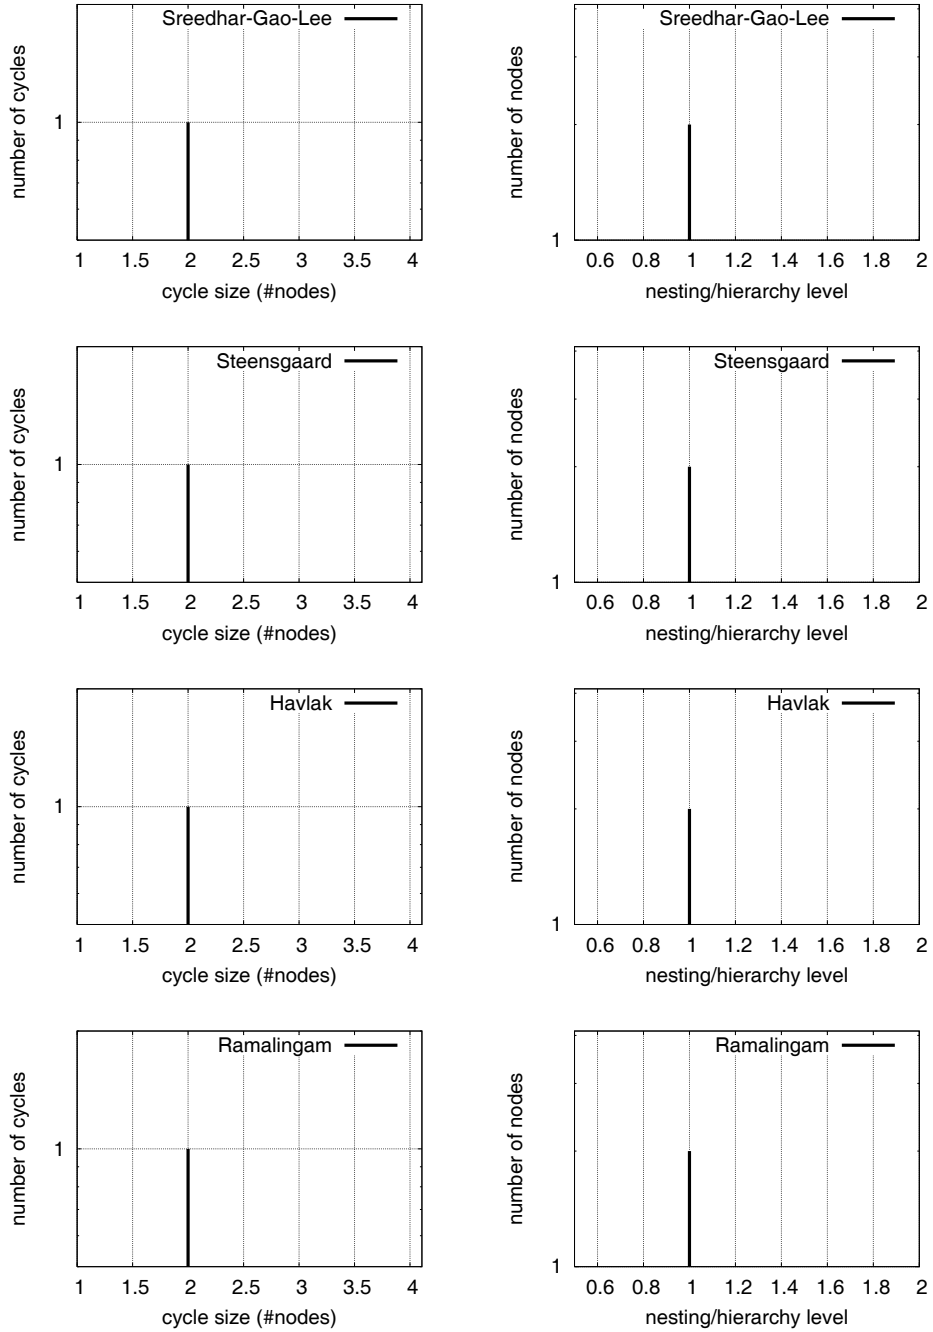 Sreedhar-Gao-Lee
number of cycles
1
1 1.5 2 2.5 3 3.5 4
cycle size (#nodes)
Sreedhar-Gao-Lee
number of nodes
1
0.6 0.8 1 1.2 1.4 1.6 1.8 2
nesting/hierarchy level
Steensgaard
number of cycles
1
1 1.5 2 2.5 3 3.5 4
cycle size (#nodes)
Steensgaard
number of nodes
1
0.6 0.8 1 1.2 1.4 1.6 1.8 2
nesting/hierarchy level
Havlak
number of cycles
1
1 1.5 2 2.5 3 3.5 4
cycle size (#nodes)
Havlak
number of nodes
1
0.6 0.8 1 1.2 1.4 1.6 1.8 2
nesting/hierarchy level
Ramalingam
number of cycles
1
1 1.5 2 2.5 3 3.5 4
cycle size (#nodes)
Ramalingam
number of nodes
1
0.6 0.8 1 1.2 1.4 1.6 1.8 2
nesting/hierarchy level